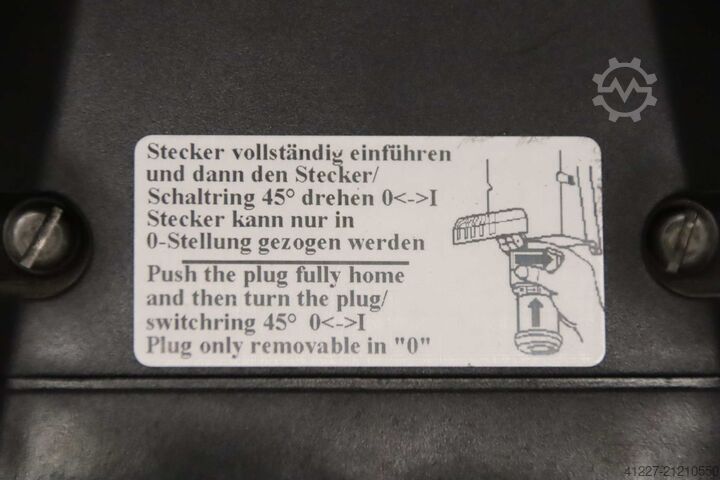 Stecker vollständig einführen
und dann den Stecker/
Schaltring 45° drehen 0<->I
Stecker kann nur in
0-Stellung gezogen werden
Push the plug fully home
and then turn the plug/
switchring 45° 0<->I
Plug only removable in "0"
41227-21210550